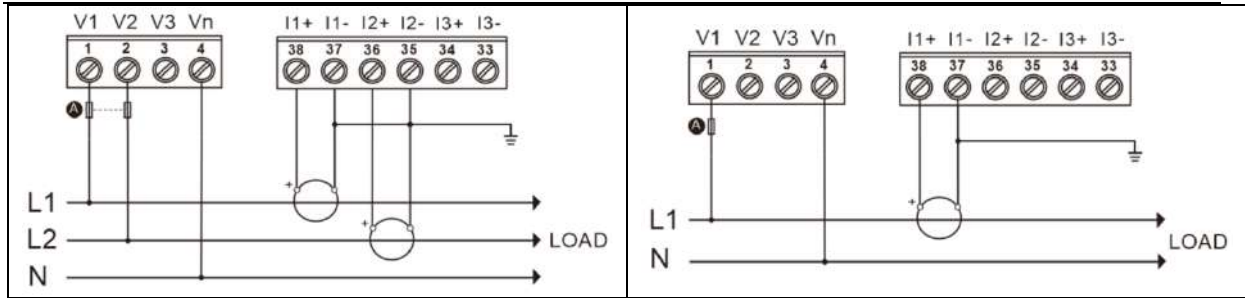 V1 V2 V3 Vn
I1+ I1- I2+ I2- I3+ I3-
1 2 3 4
38 37 36 35 34 33
A
+
+
L1
L2
LOAD
N
V1 V2 V3 Vn
I1+ I1- I2+ I2- I3+ I3-
1 2 3 4
38 37 36 35 34 33
A
+
L1
LOAD
N